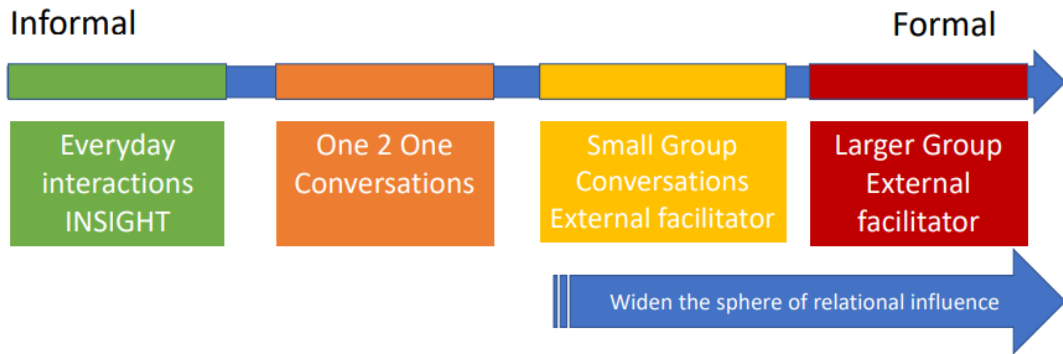 Informal
Formal
Everyday
interactions
INSIGHT
One 2 One
Conversations
Small Group
Conversations
External facilitator
Larger Group
External
facilitator
Widen the sphere of relational influence